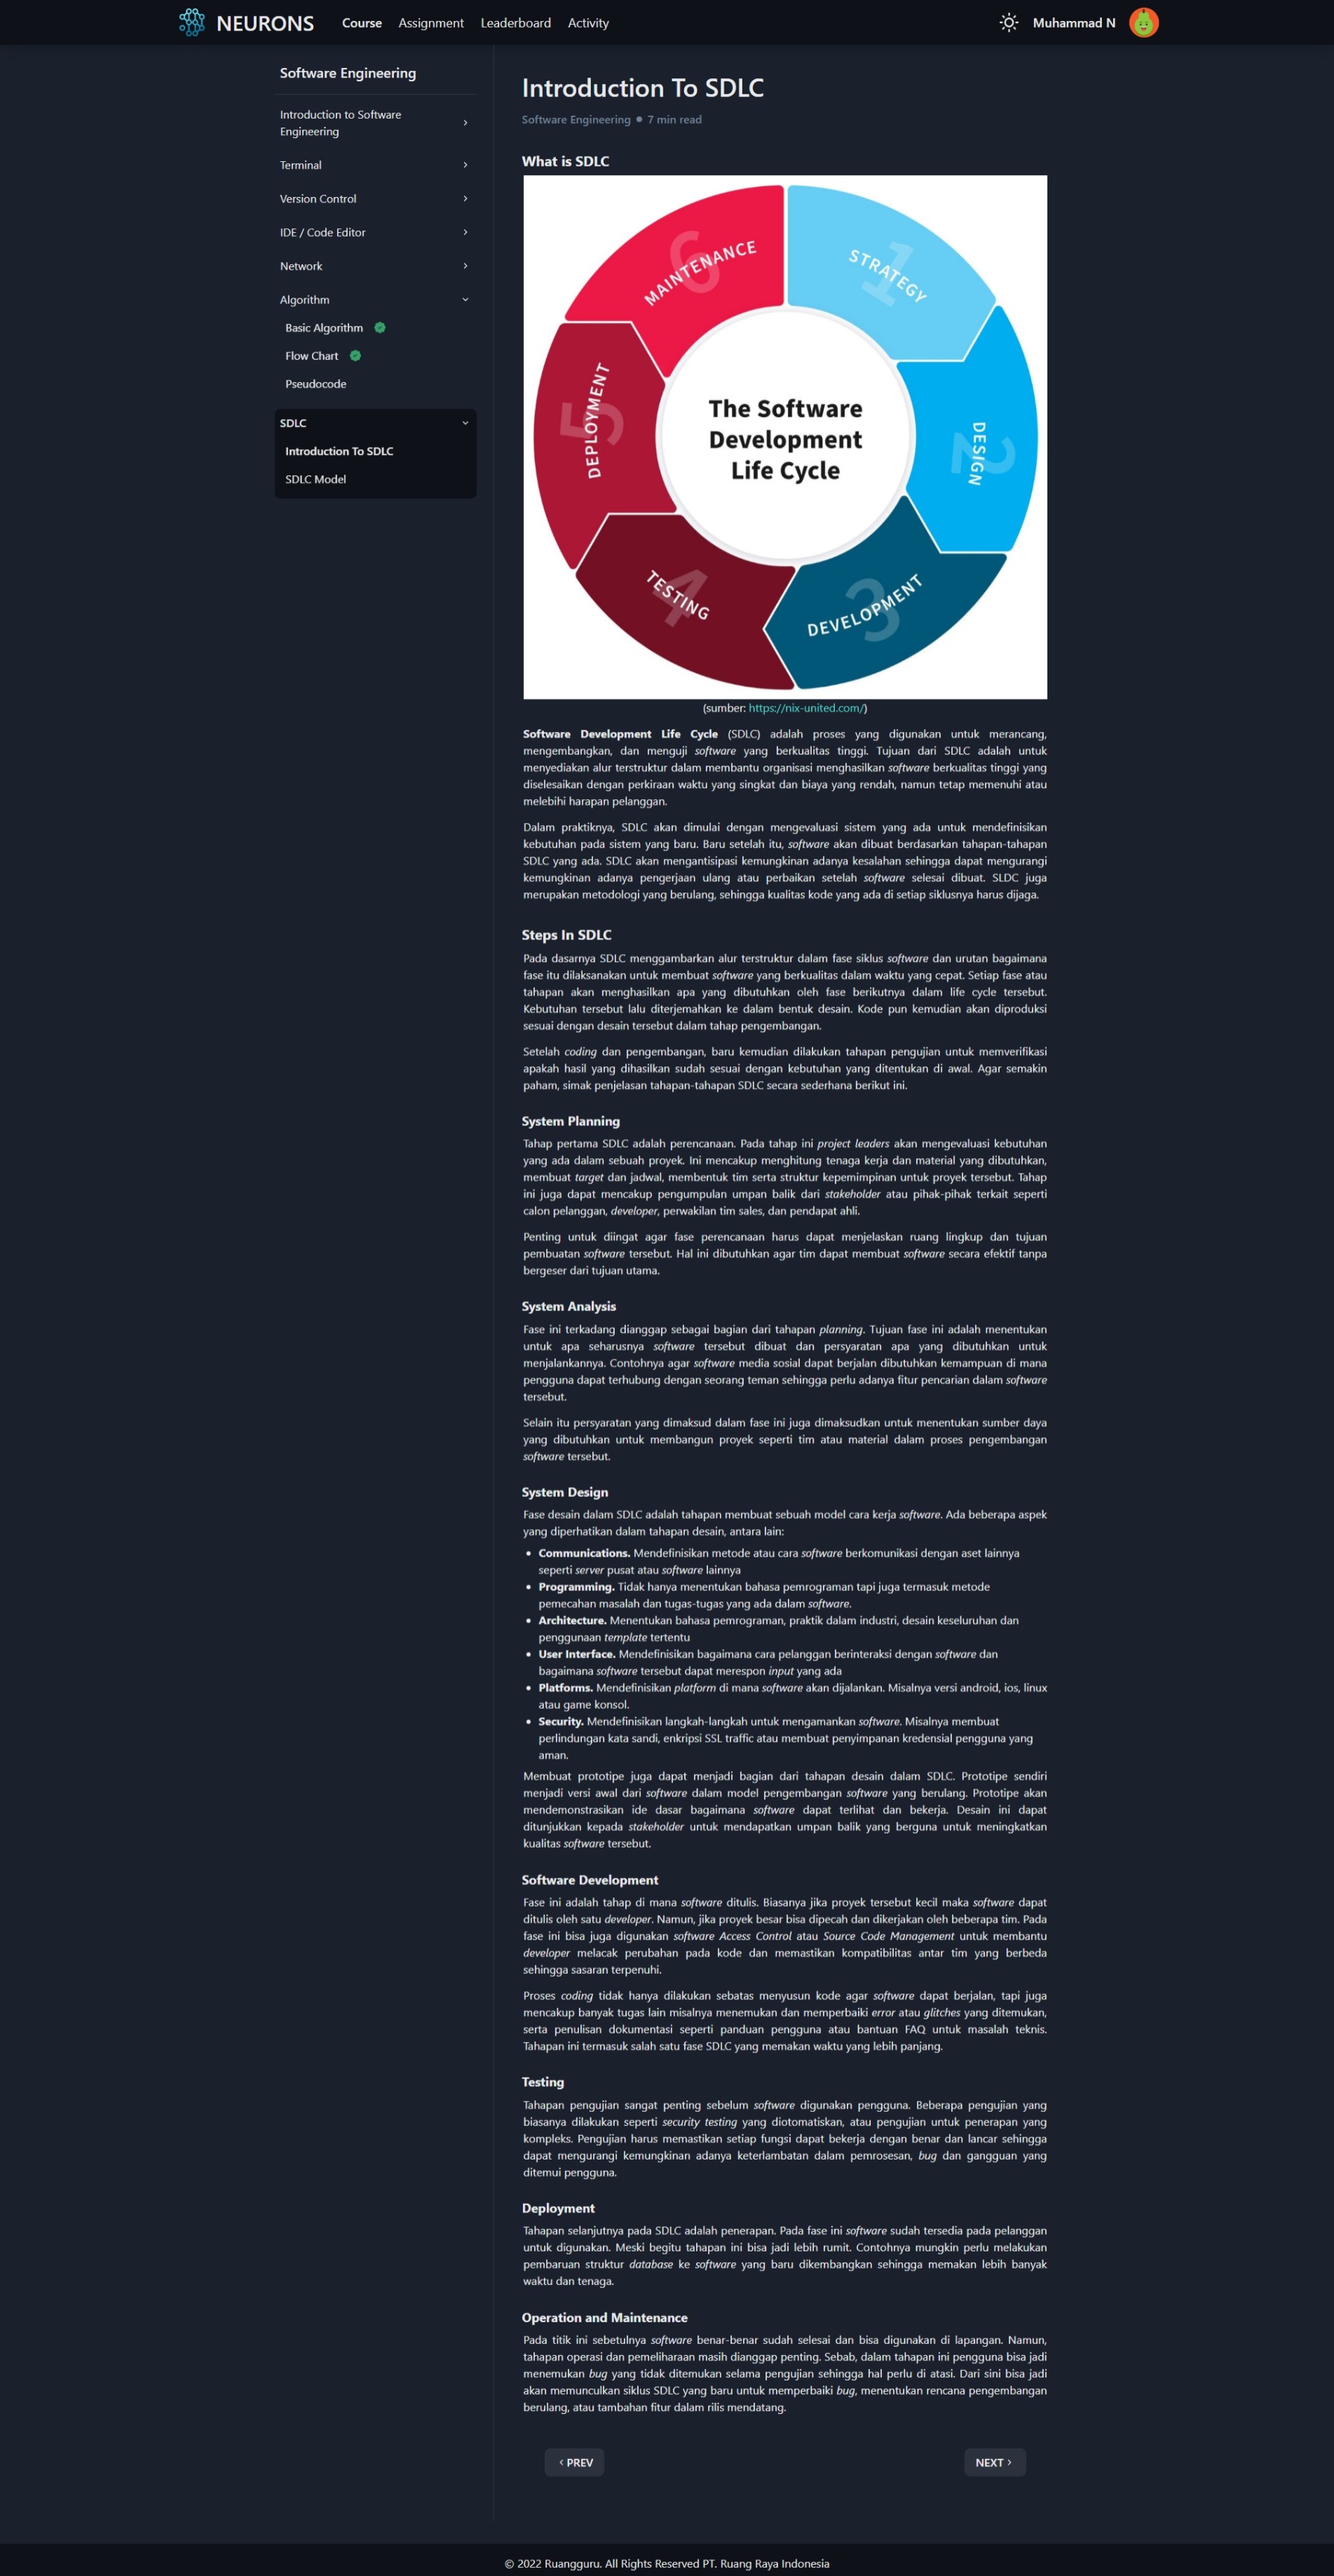 NEURONS
Course
Assignment
Leaderboard
Activity
Muhammad N
Software Engineering
Introduction to Software
Engineering
Terminal
Version Control
IDE / Code Editor
Network
Algorithm
Basic Algorithm
Flow Chart
Pseudocode
SDLC
Introduction To SDLC
SDLC Model
Introduction To SDLC
Software Engineering ● 7 min read
What is SDLC
1
STRATEGY
2
DESIGN
3
DEVELOPMENT
4
TESTING
5
DEPLOYMENT
6
MAINTENANCE
The Software
Development
Life Cycle
(sumber: https://nix-united.com/)
Software Development Life Cycle (SDLC) adalah proses yang digunakan untuk merancang,
mengembangkan, dan menguji software yang berkualitas tinggi. Tujuan dari SDLC adalah untuk
menyediakan alur terstruktur dalam membantu organisasi menghasilkan software berkualitas tinggi yang
diselesaikan dengan perkiraan waktu yang singkat dan biaya yang rendah, namun tetap memenuhi atau
melebihi harapan pelanggan.
Dalam praktiknya, SDLC akan dimulai dengan mengevaluasi sistem yang ada untuk mendefinisikan
kebutuhan pada sistem yang baru. Baru setelah itu, software akan dibuat berdasarkan tahapan-tahapan
SDLC yang ada. SDLC akan mengantisipasi kemungkinan adanya kesalahan sehingga dapat mengurangi
kemungkinan adanya pengerjaan ulang atau perbaikan setelah software selesai dibuat. SLDC juga
merupakan metodologi yang berulang, sehingga kualitas kode yang ada di setiap siklusnya harus dijaga.
Steps In SDLC
Pada dasarnya SDLC menggambarkan alur terstruktur dalam fase siklus software dan urutan bagaimana
fase itu dilaksanakan untuk membuat software yang berkualitas dalam waktu yang cepat. Setiap fase atau
tahapan akan menghasilkan apa yang dibutuhkan oleh fase berikutnya dalam life cycle tersebut.
Kebutuhan tersebut lalu diterjemahkan ke dalam bentuk desain. Kode pun kemudian akan diproduksi
sesuai dengan desain tersebut dalam tahap pengembangan.
Setelah coding dan pengembangan, baru kemudian dilakukan tahapan pengujian untuk memverifikasi
apakah hasil yang dihasilkan sudah sesuai dengan kebutuhan yang ditentukan di awal. Agar semakin
paham, simak penjelasan tahapan-tahapan SDLC secara sederhana berikut ini.
System Planning
Tahap pertama SDLC adalah perencanaan. Pada tahap ini project leaders akan mengevaluasi kebutuhan
yang ada dalam sebuah proyek. Ini mencakup menghitung tenaga kerja dan material yang dibutuhkan,
membuat target dan jadwal, membentuk tim serta struktur kepemimpinan untuk proyek tersebut. Tahap
ini juga dapat mencakup pengumpulan umpan balik dari stakeholder atau pihak-pihak terkait seperti
calon pelanggan, developer, perwakilan tim sales, dan pendapat ahli.
Penting untuk diingat agar fase perencanaan harus dapat menjelaskan ruang lingkup dan tujuan
pembuatan software tersebut. Hal ini dibutuhkan agar tim dapat membuat software secara efektif tanpa
bergeser dari tujuan utama.
System Analysis
Fase ini terkadang dianggap sebagai bagian dari tahapan planning. Tujuan fase ini adalah menentukan
untuk apa seharusnya software tersebut dibuat dan persyaratan apa yang dibutuhkan untuk
menjalankannya. Contohnya agar software media sosial dapat berjalan dibutuhkan kemampuan di mana
pengguna dapat terhubung dengan seorang teman sehingga perlu adanya fitur pencarian dalam software
tersebut.
Selain itu persyaratan yang dimaksud dalam fase ini juga dimaksudkan untuk menentukan sumber daya
yang dibutuhkan untuk membangun proyek seperti tim atau material dalam proses pengembangan
software tersebut.
System Design
Fase desain dalam SDLC adalah tahapan membuat sebuah model cara kerja software. Ada beberapa aspek
yang diperhatikan dalam tahapan desain, antara lain:
• Communications. Mendefinisikan metode atau cara software berkomunikasi dengan aset lainnya
seperti server pusat atau software lainnya
• Programming. Tidak hanya menentukan bahasa pemrograman tapi juga termasuk metode
pemecahan masalah dan tugas-tugas yang ada dalam software.
• Architecture. Menentukan bahasa pemrograman, praktik dalam industri, desain keseluruhan dan
penggunaan template tertentu
• User Interface. Mendefinisikan bagaimana cara pelanggan berinteraksi dengan software dan
bagaimana software tersebut dapat merespon input yang ada
• Platforms. Mendefinisikan platform di mana software akan dijalankan. Misalnya versi android, ios, linux
atau game konsol.
• Security. Mendefinisikan langkah-langkah untuk mengamankan software. Misalnya membuat
perlindungan kata sandi, enkripsi SSL traffic atau membuat penyimpanan kredensial pengguna yang
aman.
Membuat prototipe juga dapat menjadi bagian dari tahapan desain dalam SDLC. Prototipe sendiri
menjadi versi awal dari software dalam model pengembangan software yang berulang. Prototipe akan
mendemonstrasikan ide dasar bagaimana software dapat terlihat dan bekerja. Desain ini dapat
ditunjukkan kepada stakeholder untuk mendapatkan umpan balik yang berguna untuk meningkatkan
kualitas software tersebut.
Software Development
Fase ini adalah tahap di mana software ditulis. Biasanya jika proyek tersebut kecil maka software dapat
ditulis oleh satu developer. Namun, jika proyek besar bisa dipecah dan dikerjakan oleh beberapa tim. Pada
fase ini bisa juga digunakan software Access Control atau Source Code Management untuk membantu
developer melacak perubahan pada kode dan memastikan kompatibilitas antar tim yang berbeda
sehingga sasaran terpenuhi.
Proses coding tidak hanya dilakukan sebatas menyusun kode agar software dapat berjalan, tapi juga
mencakup banyak tugas lain misalnya menemukan dan memperbaiki error atau glitches yang ditemukan,
serta penulisan dokumentasi seperti panduan pengguna atau bantuan FAQ untuk masalah teknis.
Tahapan ini termasuk salah satu fase SDLC yang memakan waktu yang lebih panjang.
Testing
Tahapan pengujian sangat penting sebelum software digunakan pengguna. Beberapa pengujian yang
biasanya dilakukan seperti security testing yang diotomatiskan, atau pengujian untuk penerapan yang
kompleks. Pengujian harus memastikan setiap fungsi dapat bekerja dengan benar dan lancar sehingga
dapat mengurangi kemungkinan adanya keterlambatan dalam pemrosesan, bug dan gangguan yang
ditemui pengguna.
Deployment
Tahapan selanjutnya pada SDLC adalah penerapan. Pada fase ini software sudah tersedia pada pelanggan
untuk digunakan. Meski begitu tahapan ini bisa jadi lebih rumit. Contohnya mungkin perlu melakukan
pembaruan struktur database ke software yang baru dikembangkan sehingga memakan lebih banyak
waktu dan tenaga.
Operation and Maintenance
Pada titik ini sebetulnya software benar-benar sudah selesai dan bisa digunakan di lapangan. Namun,
tahapan operasi dan pemeliharaan masih dianggap penting. Sebab, dalam tahapan ini pengguna bisa jadi
menemukan bug yang tidak ditemukan selama pengujian sehingga hal perlu di atasi. Dari sini bisa jadi
akan memunculkan siklus SDLC yang baru untuk memperbaiki bug, menentukan rencana pengembangan
berulang, atau tambahan fitur dalam rilis mendatang.
‹ PREV
NEXT ›
© 2022 Ruangguru. All Rights Reserved PT. Ruang Raya Indonesia